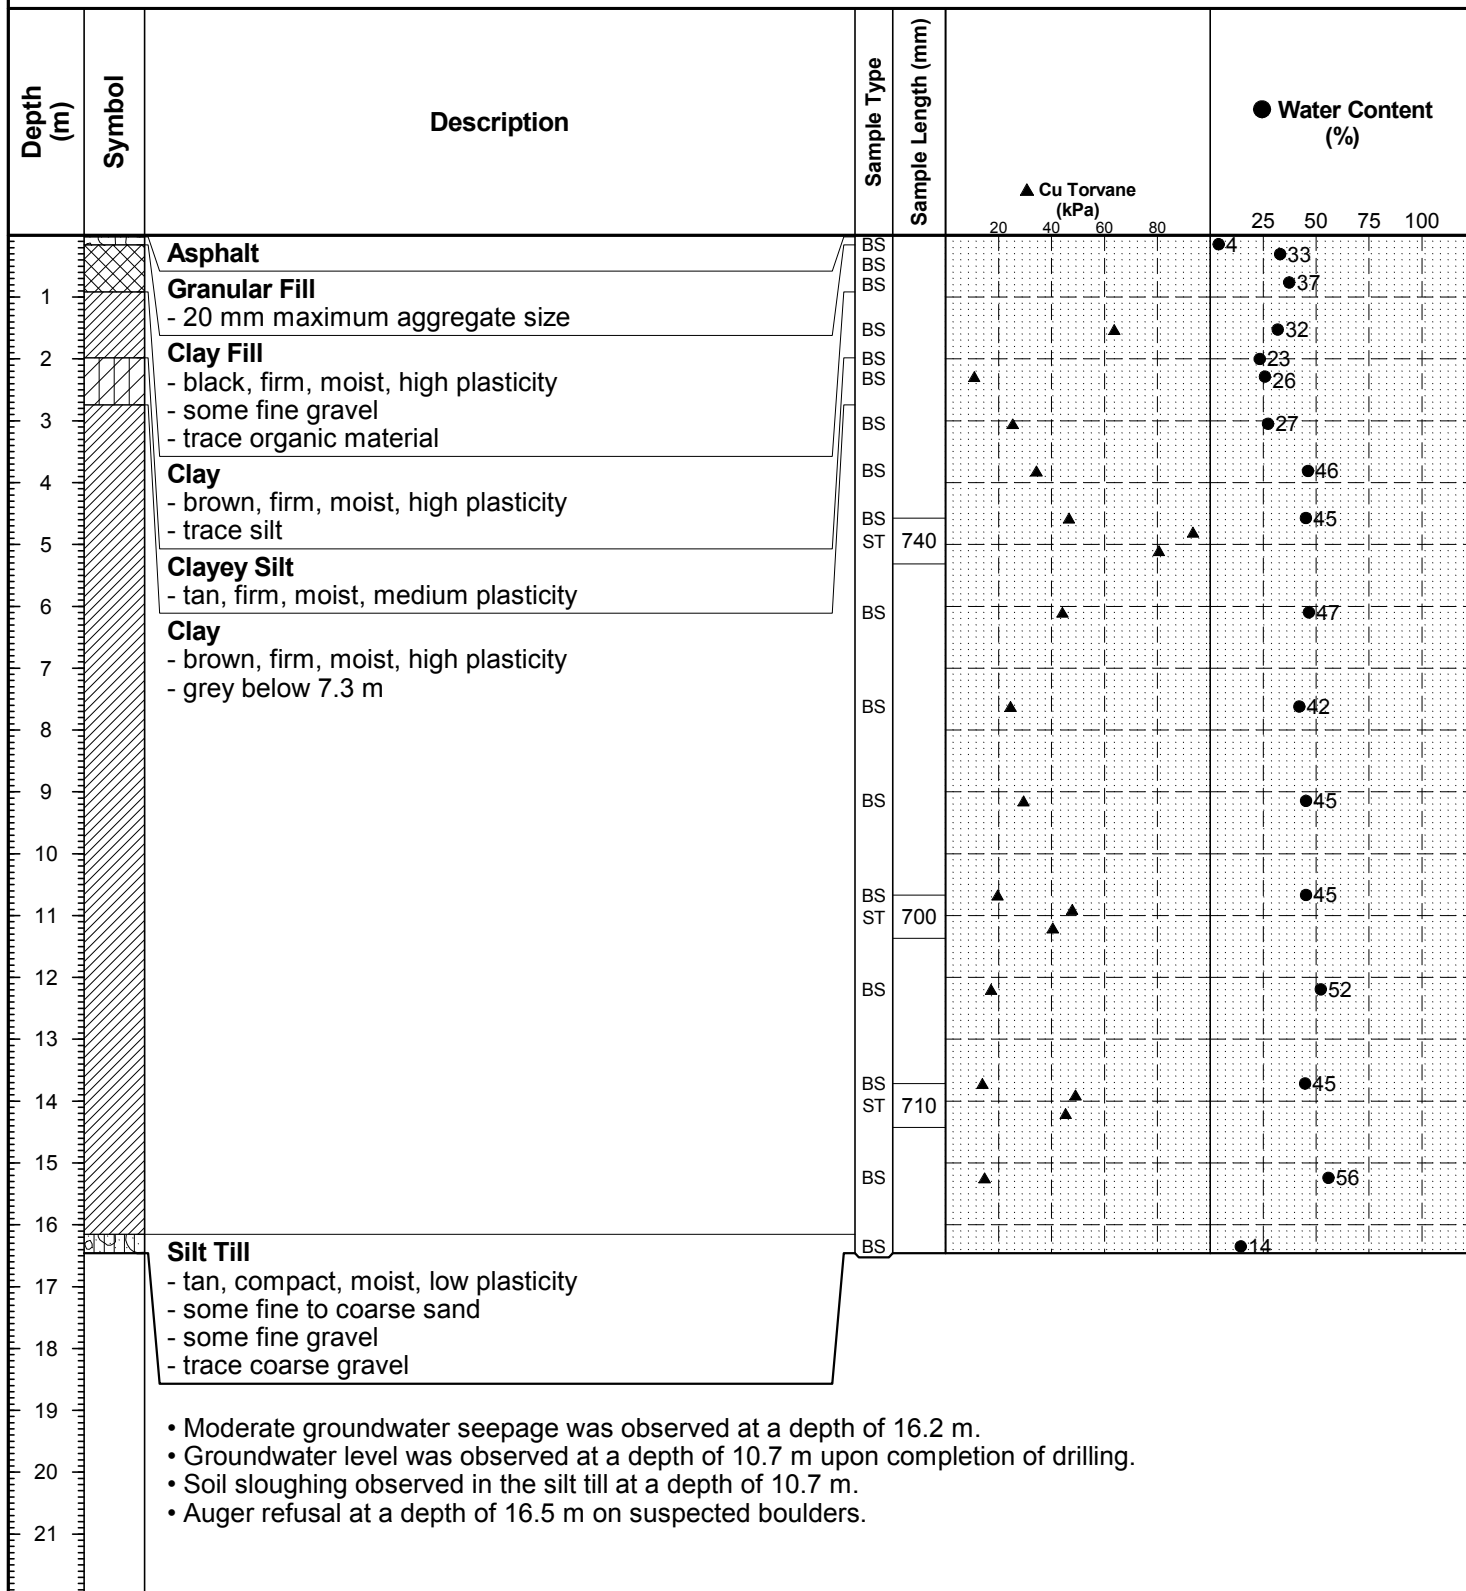 Depth
(m)
Symbol
Description
Sample Type
Sample Length (mm)
▲ Cu Torvane
(kPa)
20 40 60 80
● Water Content
(%)
25 50 75 100
Asphalt
Granular Fill
- 20 mm maximum aggregate size
Clay Fill
- black, firm, moist, high plasticity
- some fine gravel
- trace organic material
Clay
- brown, firm, moist, high plasticity
- trace silt
Clayey Silt
- tan, firm, moist, medium plasticity
Clay
- brown, firm, moist, high plasticity
- grey below 7.3 m
Silt Till
- tan, compact, moist, low plasticity
- some fine to coarse sand
- some fine gravel
- trace coarse gravel
• Moderate groundwater seepage was observed at a depth of 16.2 m.
• Groundwater level was observed at a depth of 10.7 m upon completion of drilling.
• Soil sloughing observed in the silt till at a depth of 10.7 m.
• Auger refusal at a depth of 16.5 m on suspected boulders.
1
2
3
4
5
6
7
8
9
10
11
12
13
14
15
16
17
18
19
20
21
BS
BS
BS
BS
BS
BS
BS
BS
BS
ST
BS
BS
BS
BS
ST
BS
BS
ST
BS
BS
740
700
710
4
33
37
32
23
26
27
46
45
47
42
45
45
52
45
56
14